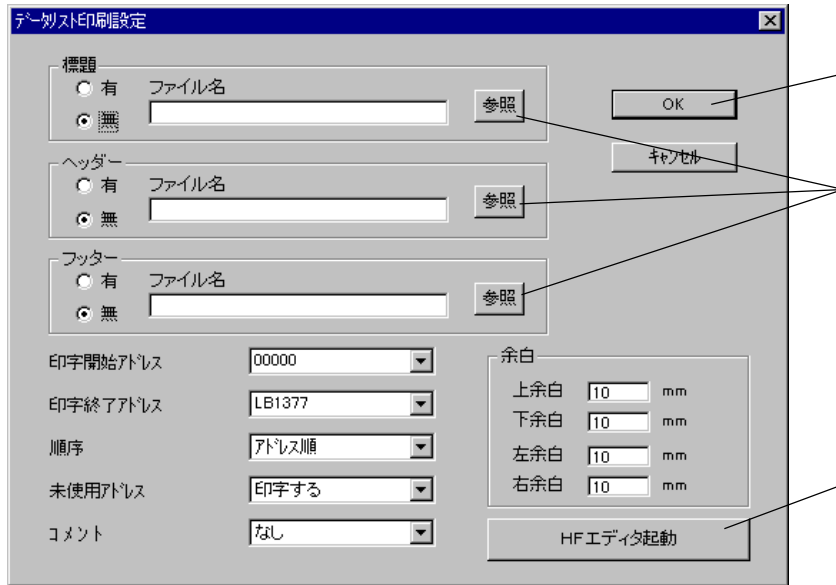 データリスト印刷設定
標題
有 ファイル名
無
参照
OK
キャンセル
ヘッダー
有 ファイル名
無
参照
フッター
有 ファイル名
無
参照
印字開始アドレス 00000
印字終了アドレス LB1377
順序 アドレス順
未使用アドレス 印字する
コメント なし
余白
上余白 10 mm
下余白 10 mm
左余白 10 mm
右余白 10 mm
HFエディタ起動